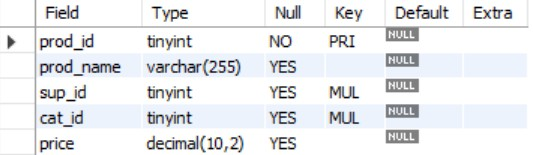 Field Type Null Key Default Extra
prod_id tinyint NO PRI NULL
prod_name varchar(255) YES NULL
sup_id tinyint YES MUL NULL
cat_id tinyint YES MUL NULL
price decimal(10,2) YES NULL